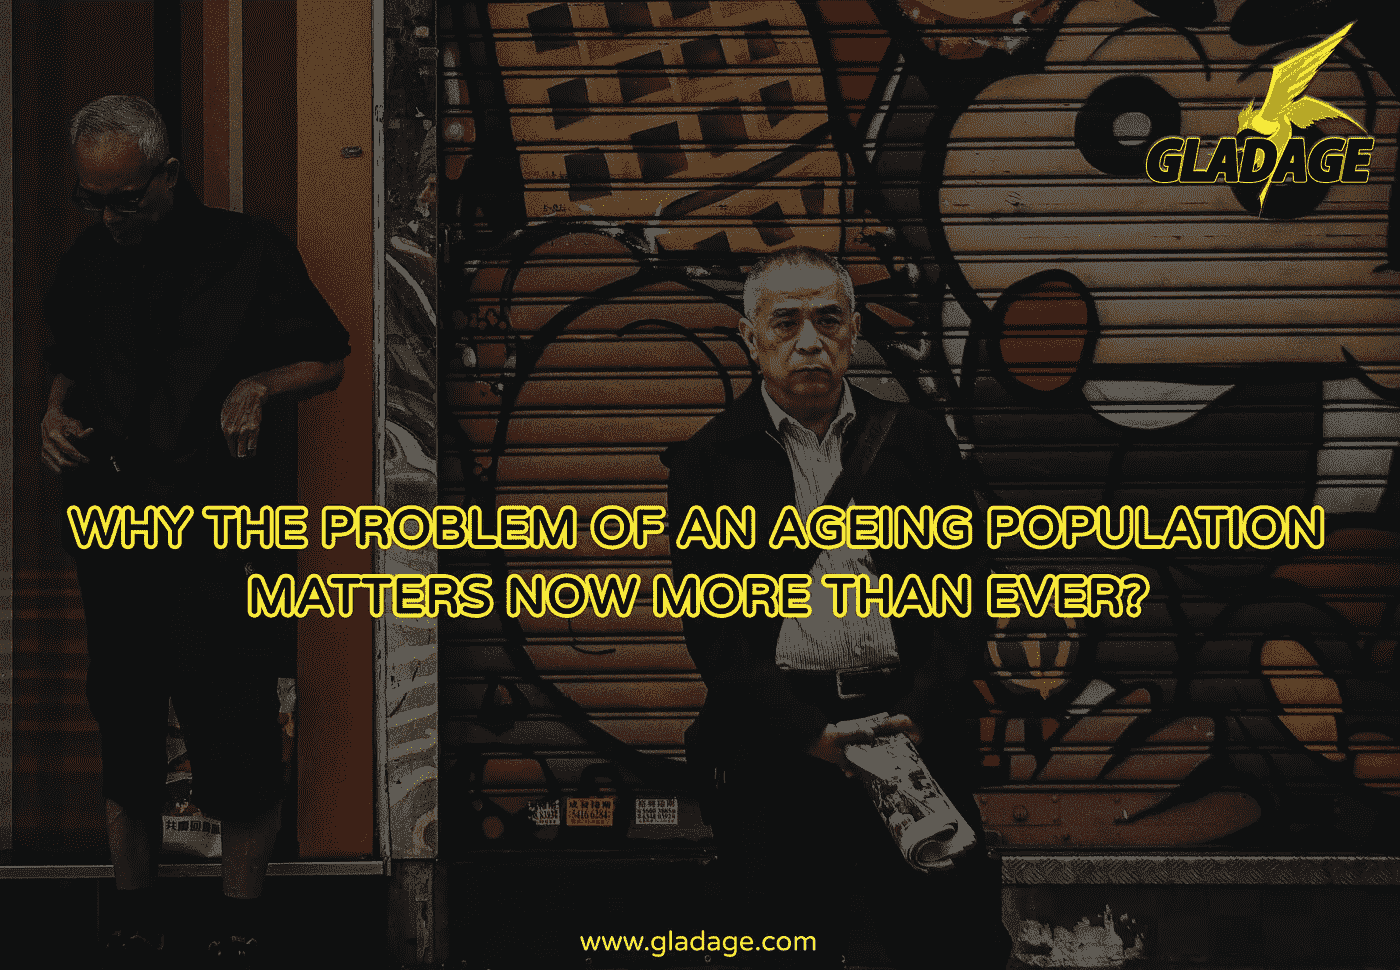 GLADAGE
WHY THE PROBLEM OF AN AGEING POPULATION
MATTERS NOW MORE THAN EVER?
www.gladage.com